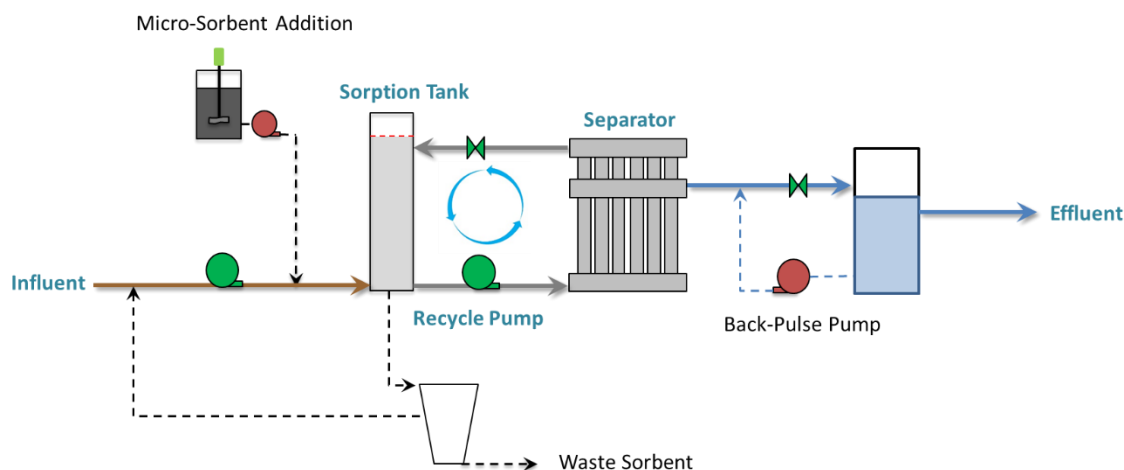 Micro-Sorbent Addition
Sorption Tank
Separator
Effluent
Influent
Recycle Pump
Back-Pulse Pump
Waste Sorbent